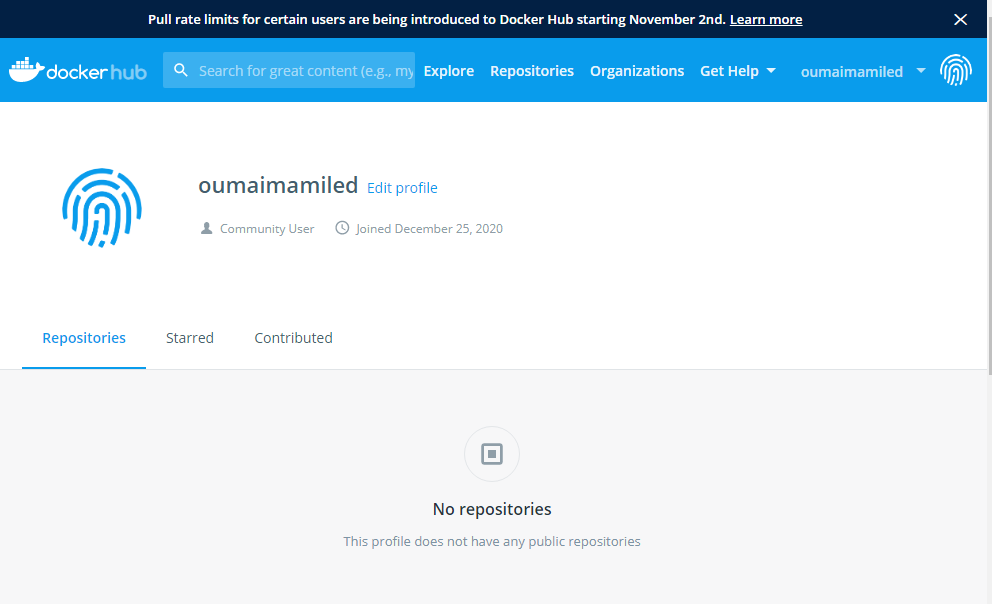 Pull rate limits for certain users are being introduced to Docker Hub starting November 2nd. Learn more
docker hub Search for great content (e.g., my Explore Repositories Organizations Get Help oumaimamiled
oumaimamiled Edit profile
Community User Joined December 25, 2020
Repositories Starred Contributed
No repositories
This profile does not have any public repositories